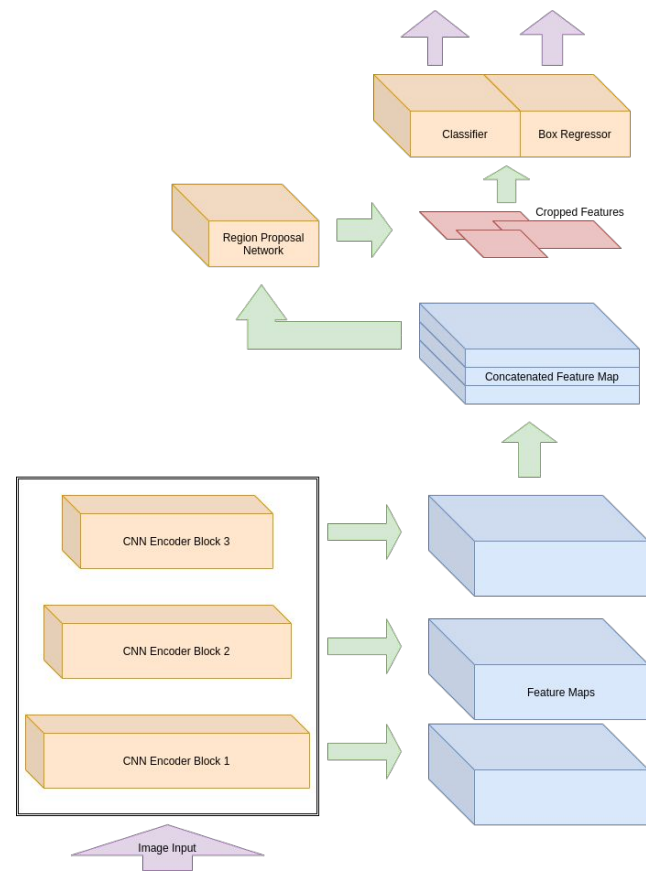 Classifier
Box Regressor
Cropped Features
Region Proposal
Network
Concatenated Feature Map
CNN Encoder Block 3
CNN Encoder Block 2
Feature Maps
CNN Encoder Block 1
Image Input